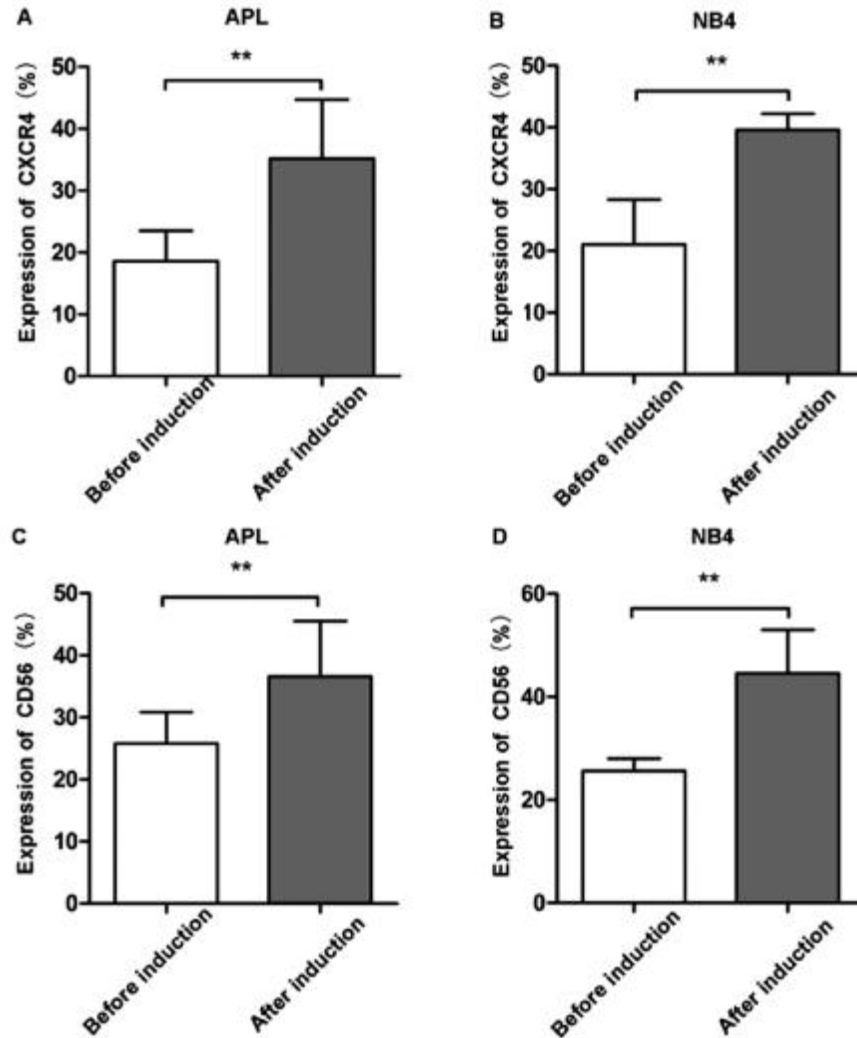 A APL
**
Expression of CXCR4 (%)
50
40
30
20
10
0
Before induction
After induction
B NB4
**
Expression of CXCR4 (%)
50
40
30
20
10
0
Before induction
After induction
C APL
**
Expression of CD56 (%)
50
40
30
20
10
0
Before induction
After induction
D NB4
**
Expression of CD56 (%)
60
40
20
0
Before induction
After induction